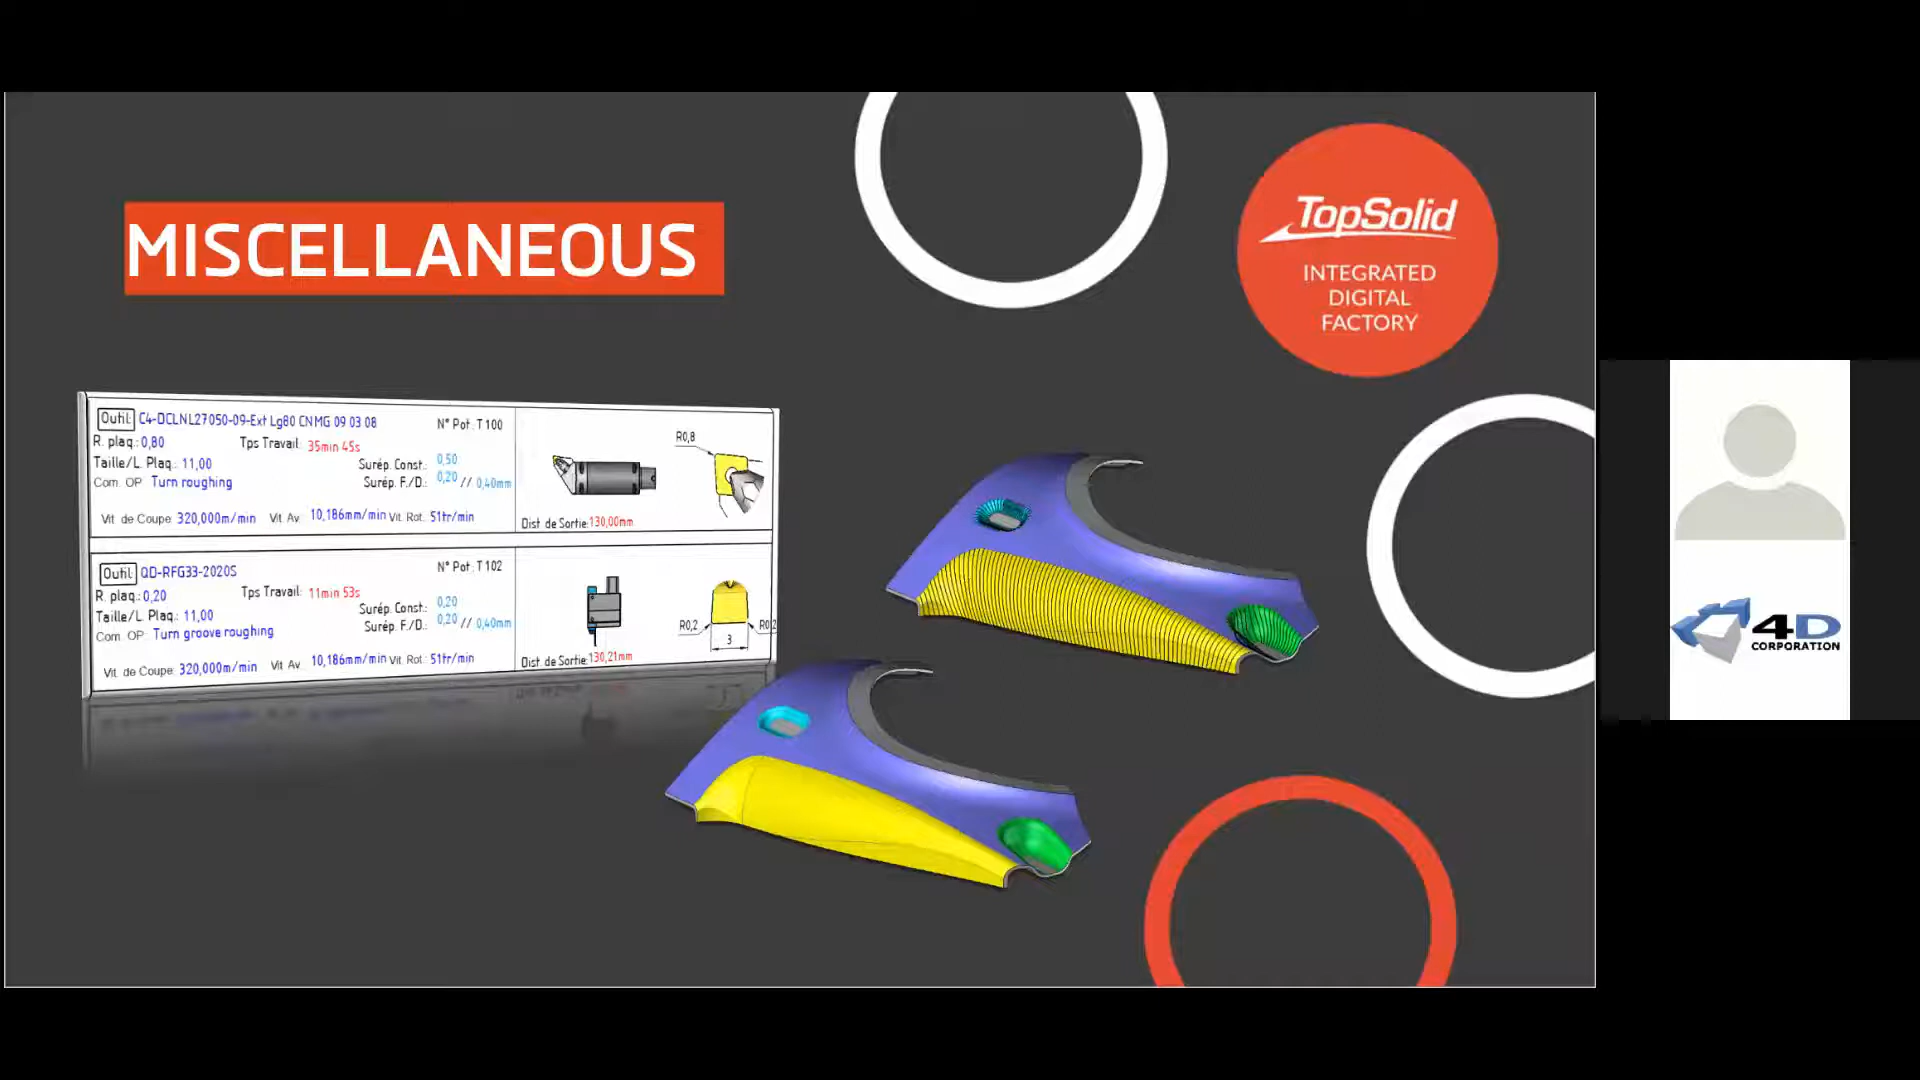 MISCELLANEOUS
TopSolid
INTEGRATED
DIGITAL
FACTORY
Outil: C4-DCLNL27050-09-Ext Lg80 CNMG 09 03 08
N° Pot: T 100
R. plaq.: 0,80
Tps Travail: 35min 45s
Taille/L. Plaq.: 11,00
Surép. Const.: 0,50
Com. OP: Turn roughing
Surép. F./D.: 0,20 // 0,40mm
Vit. de Coupe: 320,000m/min Vit Av. 10,186mm/min Vit. Rot.: 51tr/min
R0,8
Dist. de Sortie:130,00mm
Outil: QD-RFG33-2020S
N° Pot: T 102
R. plaq.: 0,20
Tps Travail: 11min 53s
Taille/L. Plaq.: 11,00
Surép. Const.: 0,20
Com. OP: Turn groove roughing
Surép. F./D.: 0,20 // 0,40mm
Vit. de Coupe: 320,000m/min Vit Av. 10,186mm/min Vit. Rot.: 51tr/min
R0,2
R0,2
3
Dist. de Sortie:130,21mm
4D
CORPORATION